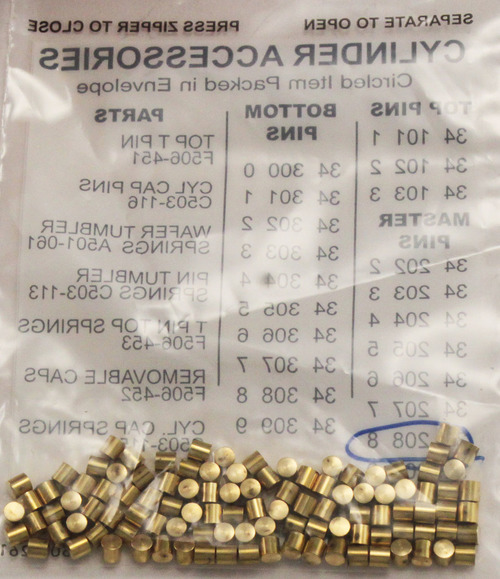 SEPARATE TO OPEN PRESS ZIPPER TO CLOSE
CYLINDER ACCESSORIES
Circled Item Packed in Envelope
TOP PINS
34 101 1
34 102 2
34 103 3
MASTER
PINS
34 202 2
34 203 3
34 204 4
34 205 5
34 206 6
34 207 7
208 8
BOTTOM
PINS
34 300 0
34 301 1
34 302 2
34 303 3
34 304 4
34 305 5
34 306 6
34 307 7
34 308 8
34 309 9
PARTS
TOP T PIN
F506-451
CYL CAP PINS
C503-116
WAFER TUMBLER
SPRINGS A501-061
PIN TUMBLER
SPRINGS C503-113
T PIN TOP SPRINGS
F506-453
REMOVABLE CAPS
F506-452
CYL. CAP SPRINGS